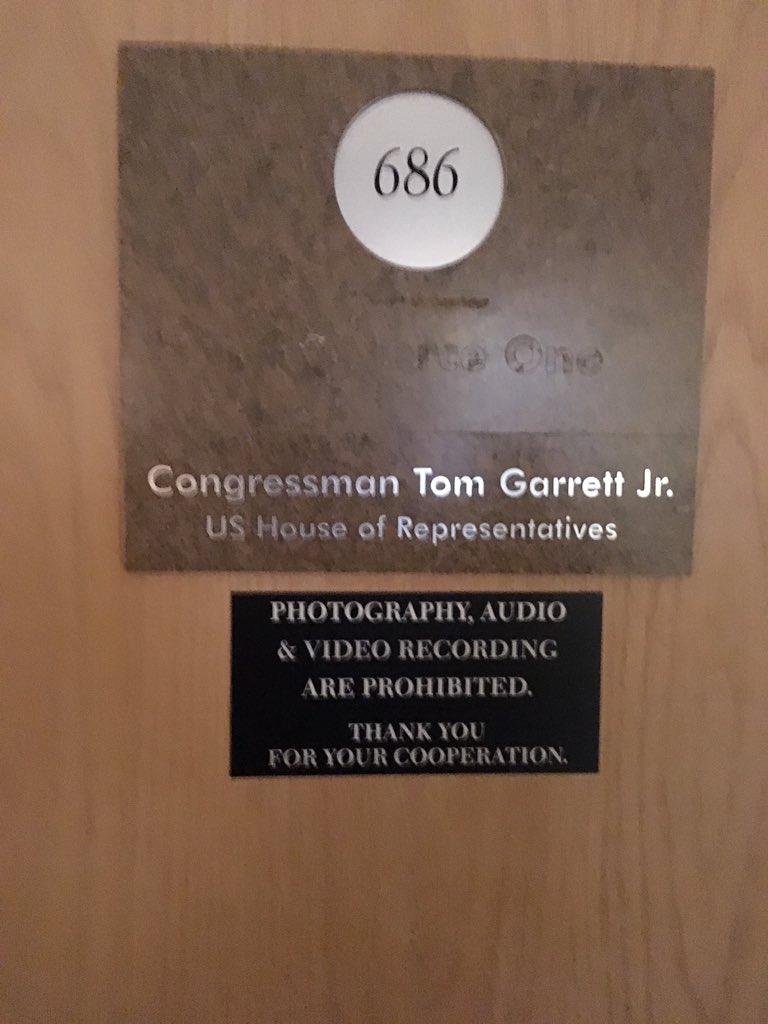 686
One
Congressman Tom Garrett Jr.
US House of Representatives
PHOTOGRAPHY, AUDIO
& VIDEO RECORDING
ARE PROHIBITED.
THANK YOU
FOR YOUR COOPERATION.